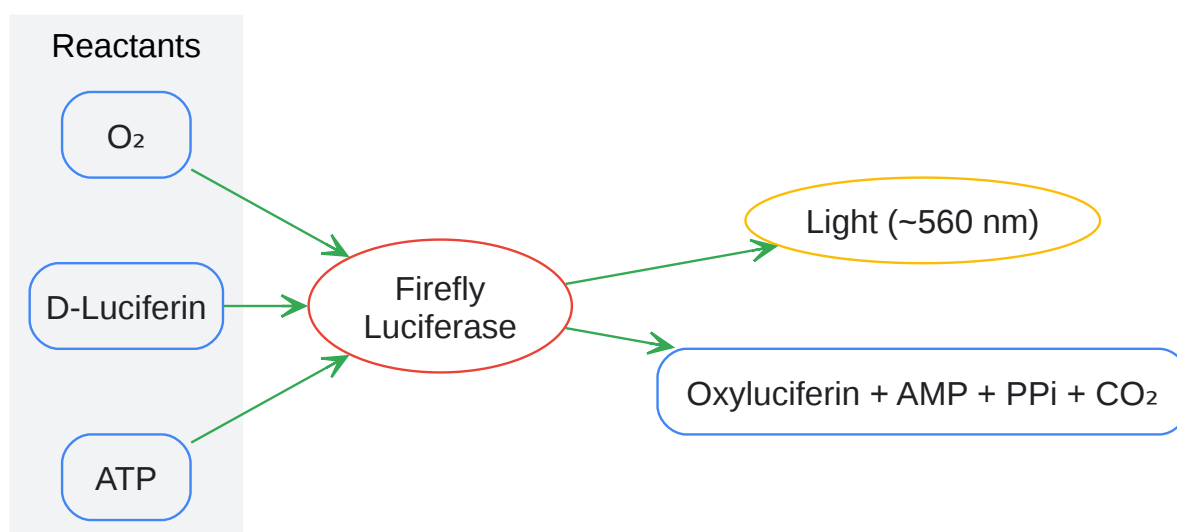 Reactants
O₂
D-Luciferin
ATP
Firefly
Luciferase
Light (~560 nm)
Oxyluciferin + AMP + PPi + CO₂